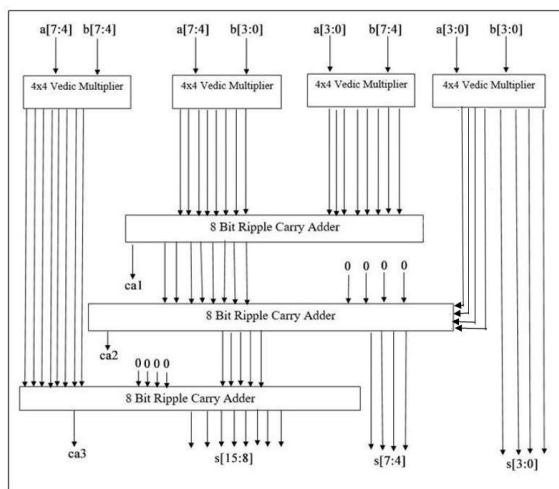 a[7:4] b[7:4] a[7:4] b[3:0] a[3:0] b[7:4] a[3:0] b[3:0]
4x4 Vedic Multiplier 4x4 Vedic Multiplier 4x4 Vedic Multiplier 4x4 Vedic Multiplier
8 Bit Ripple Carry Adder
0 0 0 0
ca1
8 Bit Ripple Carry Adder
ca2
0 0 0 0
8 Bit Ripple Carry Adder
ca3 s[15:8] s[7:4] s[3:0]